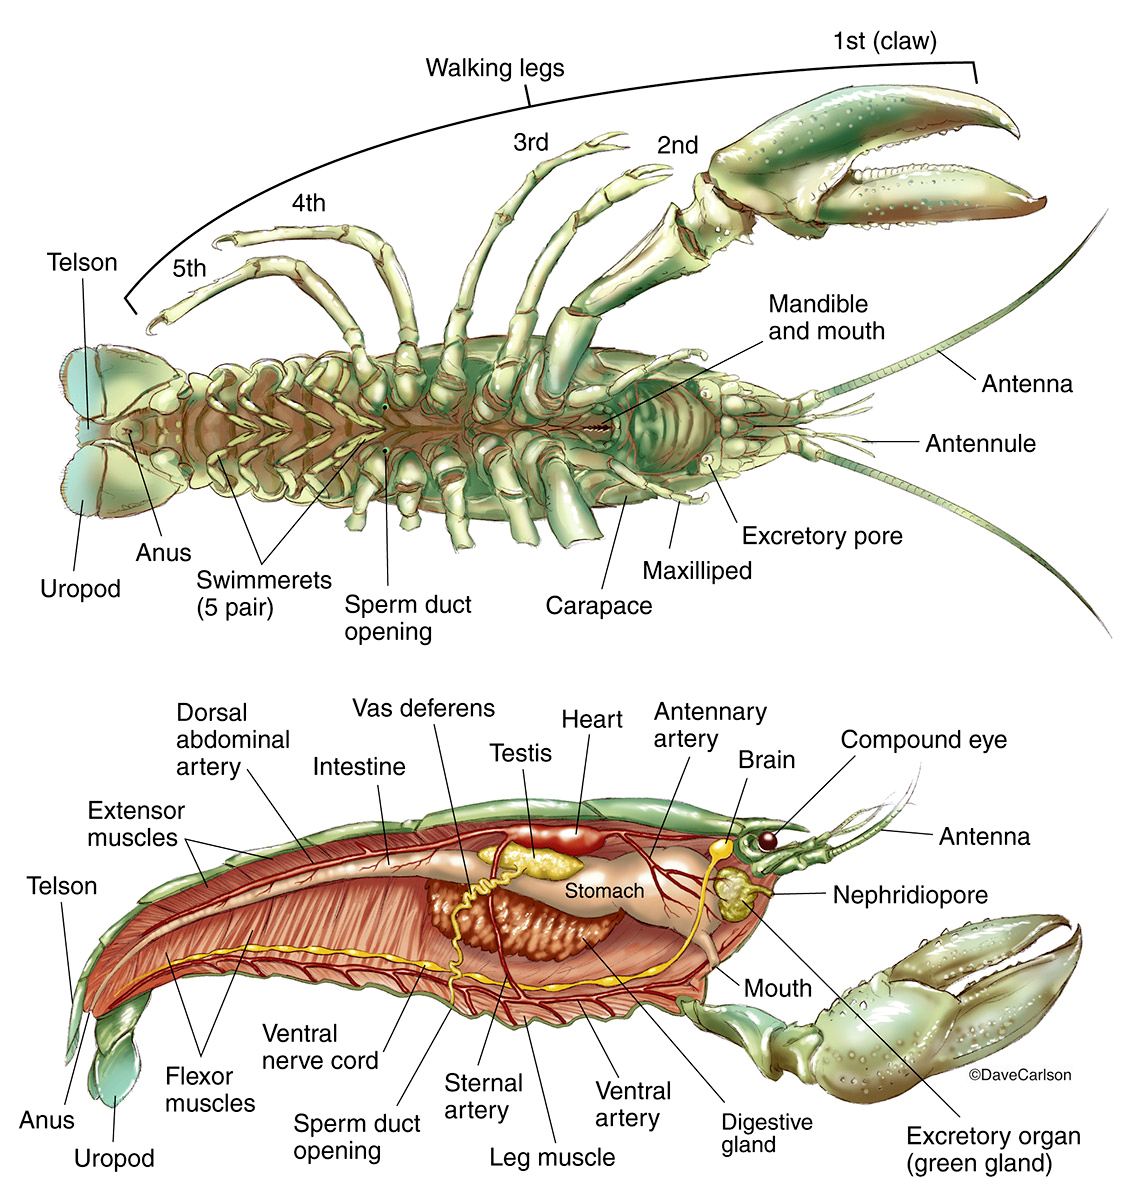 1st (claw)
Walking legs
3rd
2nd
4th
5th
Telson
Mandible
and mouth
Antenna
Antennule
Excretory pore
Anus
Maxilliped
Uropod
Swimmerets
(5 pair)
Sperm duct
opening
Carapace
Dorsal
abdominal
artery
Vas deferens
Heart
Antennary
artery
Compound eye
Testis
Brain
Intestine
Extensor
muscles
Antenna
Telson
Stomach
Nephridiopore
Mouth
Ventral
nerve cord
Flexor
muscles
Sternal
artery
Ventral
artery
©DaveCarlson
Anus
Sperm duct
opening
Digestive
gland
Uropod
Leg muscle
Excretory organ
(green gland)